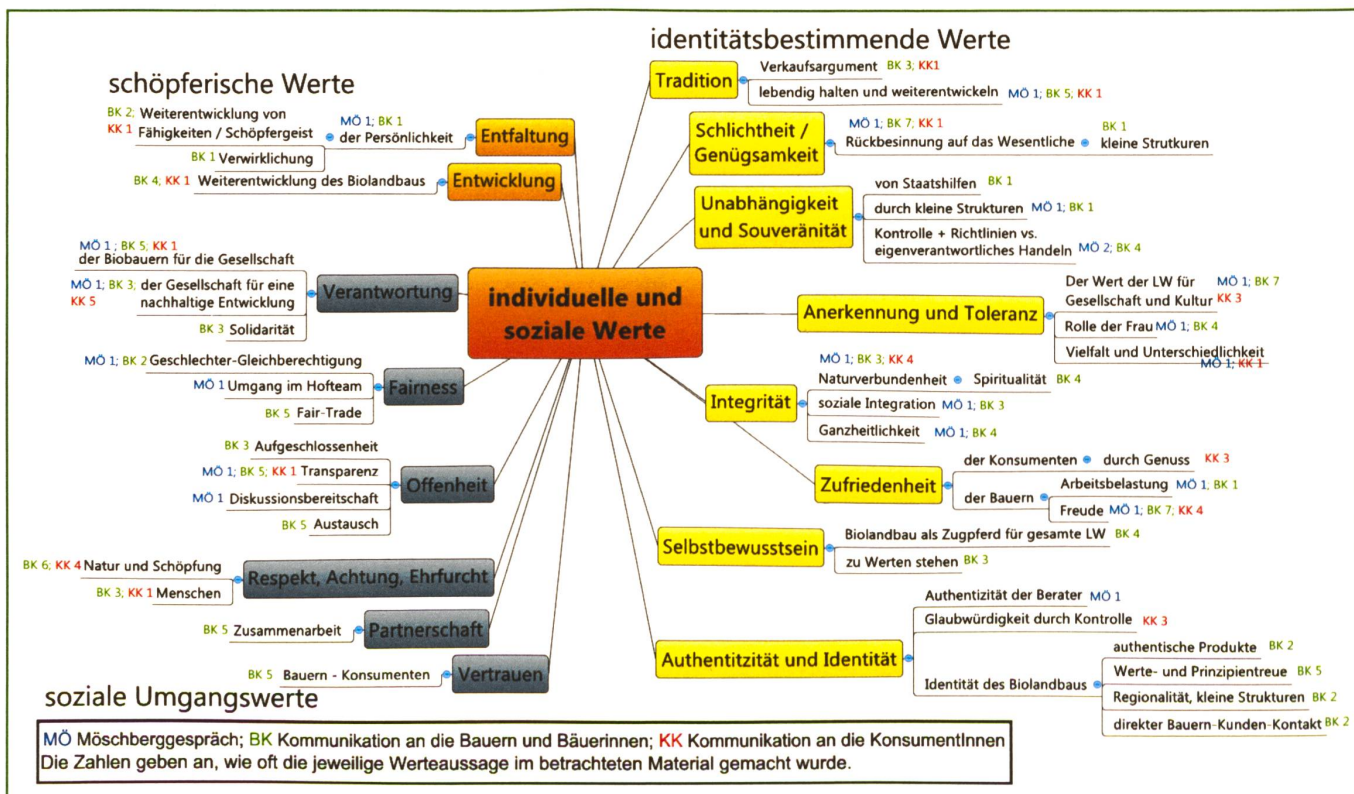 schöpferische Werte
BK 2; Weiterentwicklung von
KK 1 Fähigkeiten / Schöpfergeist
BK 1 Verwirklichung
MÖ 1; BK 1
der Persönlichkeit
Entfaltung
BK 4; KK 1 Weiterentwicklung des Biolandbaus
Entwicklung
MÖ 1 ; BK 5; KK 1
der Biobauern für die Gesellschaft
MÖ 1; BK 3; der Gesellschaft für eine
KK 5 nachhaltige Entwicklung
BK 3 Solidarität
Verantwortung
MÖ 1; BK 2 Geschlechter-Gleichberechtigung
MÖ 1 Umgang im Hofteam
BK 5 Fair-Trade
Fairness
BK 3 Aufgeschlossenheit
MÖ 1; BK 5; KK 1 Transparenz
MÖ 1 Diskussionsbereitschaft
BK 5 Austausch
Offenheit
BK 6; KK 4 Natur und Schöpfung
BK 3; KK 1 Menschen
Respekt, Achtung, Ehrfurcht
BK 5 Zusammenarbeit
Partnerschaft
BK 5 Bauern - Konsumenten
Vertrauen
soziale Umgangswerte
individuelle und
soziale Werte
identitätsbestimmende Werte
Tradition
Verkaufsargument BK 3; KK1
lebendig halten und weiterentwickeln MÖ 1; BK 5; KK 1
Schlichtheit /
Genügsamkeit
MÖ 1; BK 7; KK 1
Rückbesinnung auf das Wesentliche
BK 1
kleine Strutkuren
Unabhängigkeit
und Souveränität
von Staatshilfen BK 1
durch kleine Strukturen MÖ 1; BK 1
Kontrolle + Richtlinien vs.
eigenverantwortliches Handeln MÖ 2; BK 4
Anerkennung und Toleranz
Der Wert der LW für MÖ 1; BK 7
Gesellschaft und Kultur KK 3
Rolle der Frau MÖ 1; BK 4
Vielfalt und Unterschiedlichkeit
MÖ 1; KK 1
Integrität
MÖ 1; BK 3; KK 4
Naturverbundenheit Spiritualität BK 4
soziale Integration MÖ 1; BK 3
Ganzheitlichkeit MÖ 1; BK 4
Zufriedenheit
der Konsumenten durch Genuss KK 3
der Bauern
Arbeitsbelastung MÖ 1; BK 1
Freude MÖ 1; BK 7; KK 4
Selbstbewusstsein
Biolandbau als Zugpferd für gesamte LW BK 4
zu Werten stehen BK 3
Authentitzität und Identität
Authentizität der Berater MÖ 1
Glaubwürdigkeit durch Kontrolle KK 3
Identität des Biolandbaus
authentische Produkte BK 2
Werte- und Prinzipientreue BK 5
Regionalität, kleine Strukturen BK 2
direkter Bauern-Kunden-Kontakt BK 2
MÖ Möschberggespräch; BK Kommunikation an die Bauern und Bäuerinnen; KK Kommunikation an die KonsumentInnen
Die Zahlen geben an, wie oft die jeweilige Werteaussage im betrachteten Material gemacht wurde.